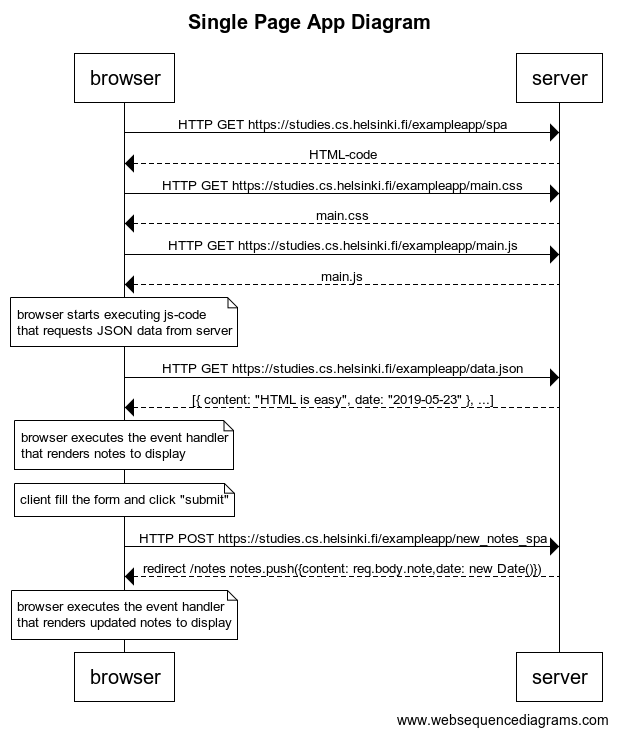 Single Page App Diagram
browser
server
HTTP GET https://studies.cs.helsinki.fi/exampleapp/spa
HTML-code
HTTP GET https://studies.cs.helsinki.fi/exampleapp/main.css
main.css
HTTP GET https://studies.cs.helsinki.fi/exampleapp/main.js
main.js
browser starts executing js-code
that requests JSON data from server
HTTP GET https://studies.cs.helsinki.fi/exampleapp/data.json
[{ content: "HTML is easy", date: "2019-05-23" }, ...]
browser executes the event handler
that renders notes to display
client fill the form and click "submit"
HTTP POST https://studies.cs.helsinki.fi/exampleapp/new_notes_spa
redirect /notes notes.push({content: req.body.note,date: new Date()})
browser executes the event handler
that renders updated notes to display
browser
server
www.websequencediagrams.com